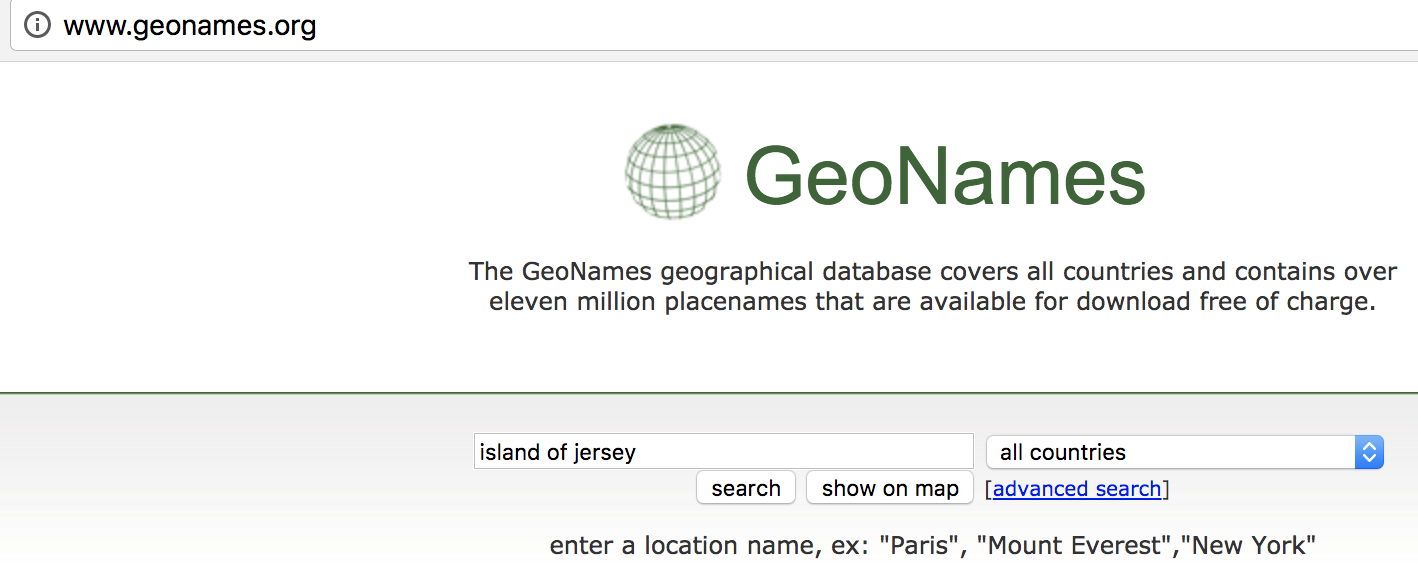 www.geonames.org
GeoNames
The GeoNames geographical database covers all countries and contains over
eleven million placenames that are available for download free of charge.
island of jersey all countries
search show on map [advanced search]
enter a location name, ex: "Paris", "Mount Everest","New York"